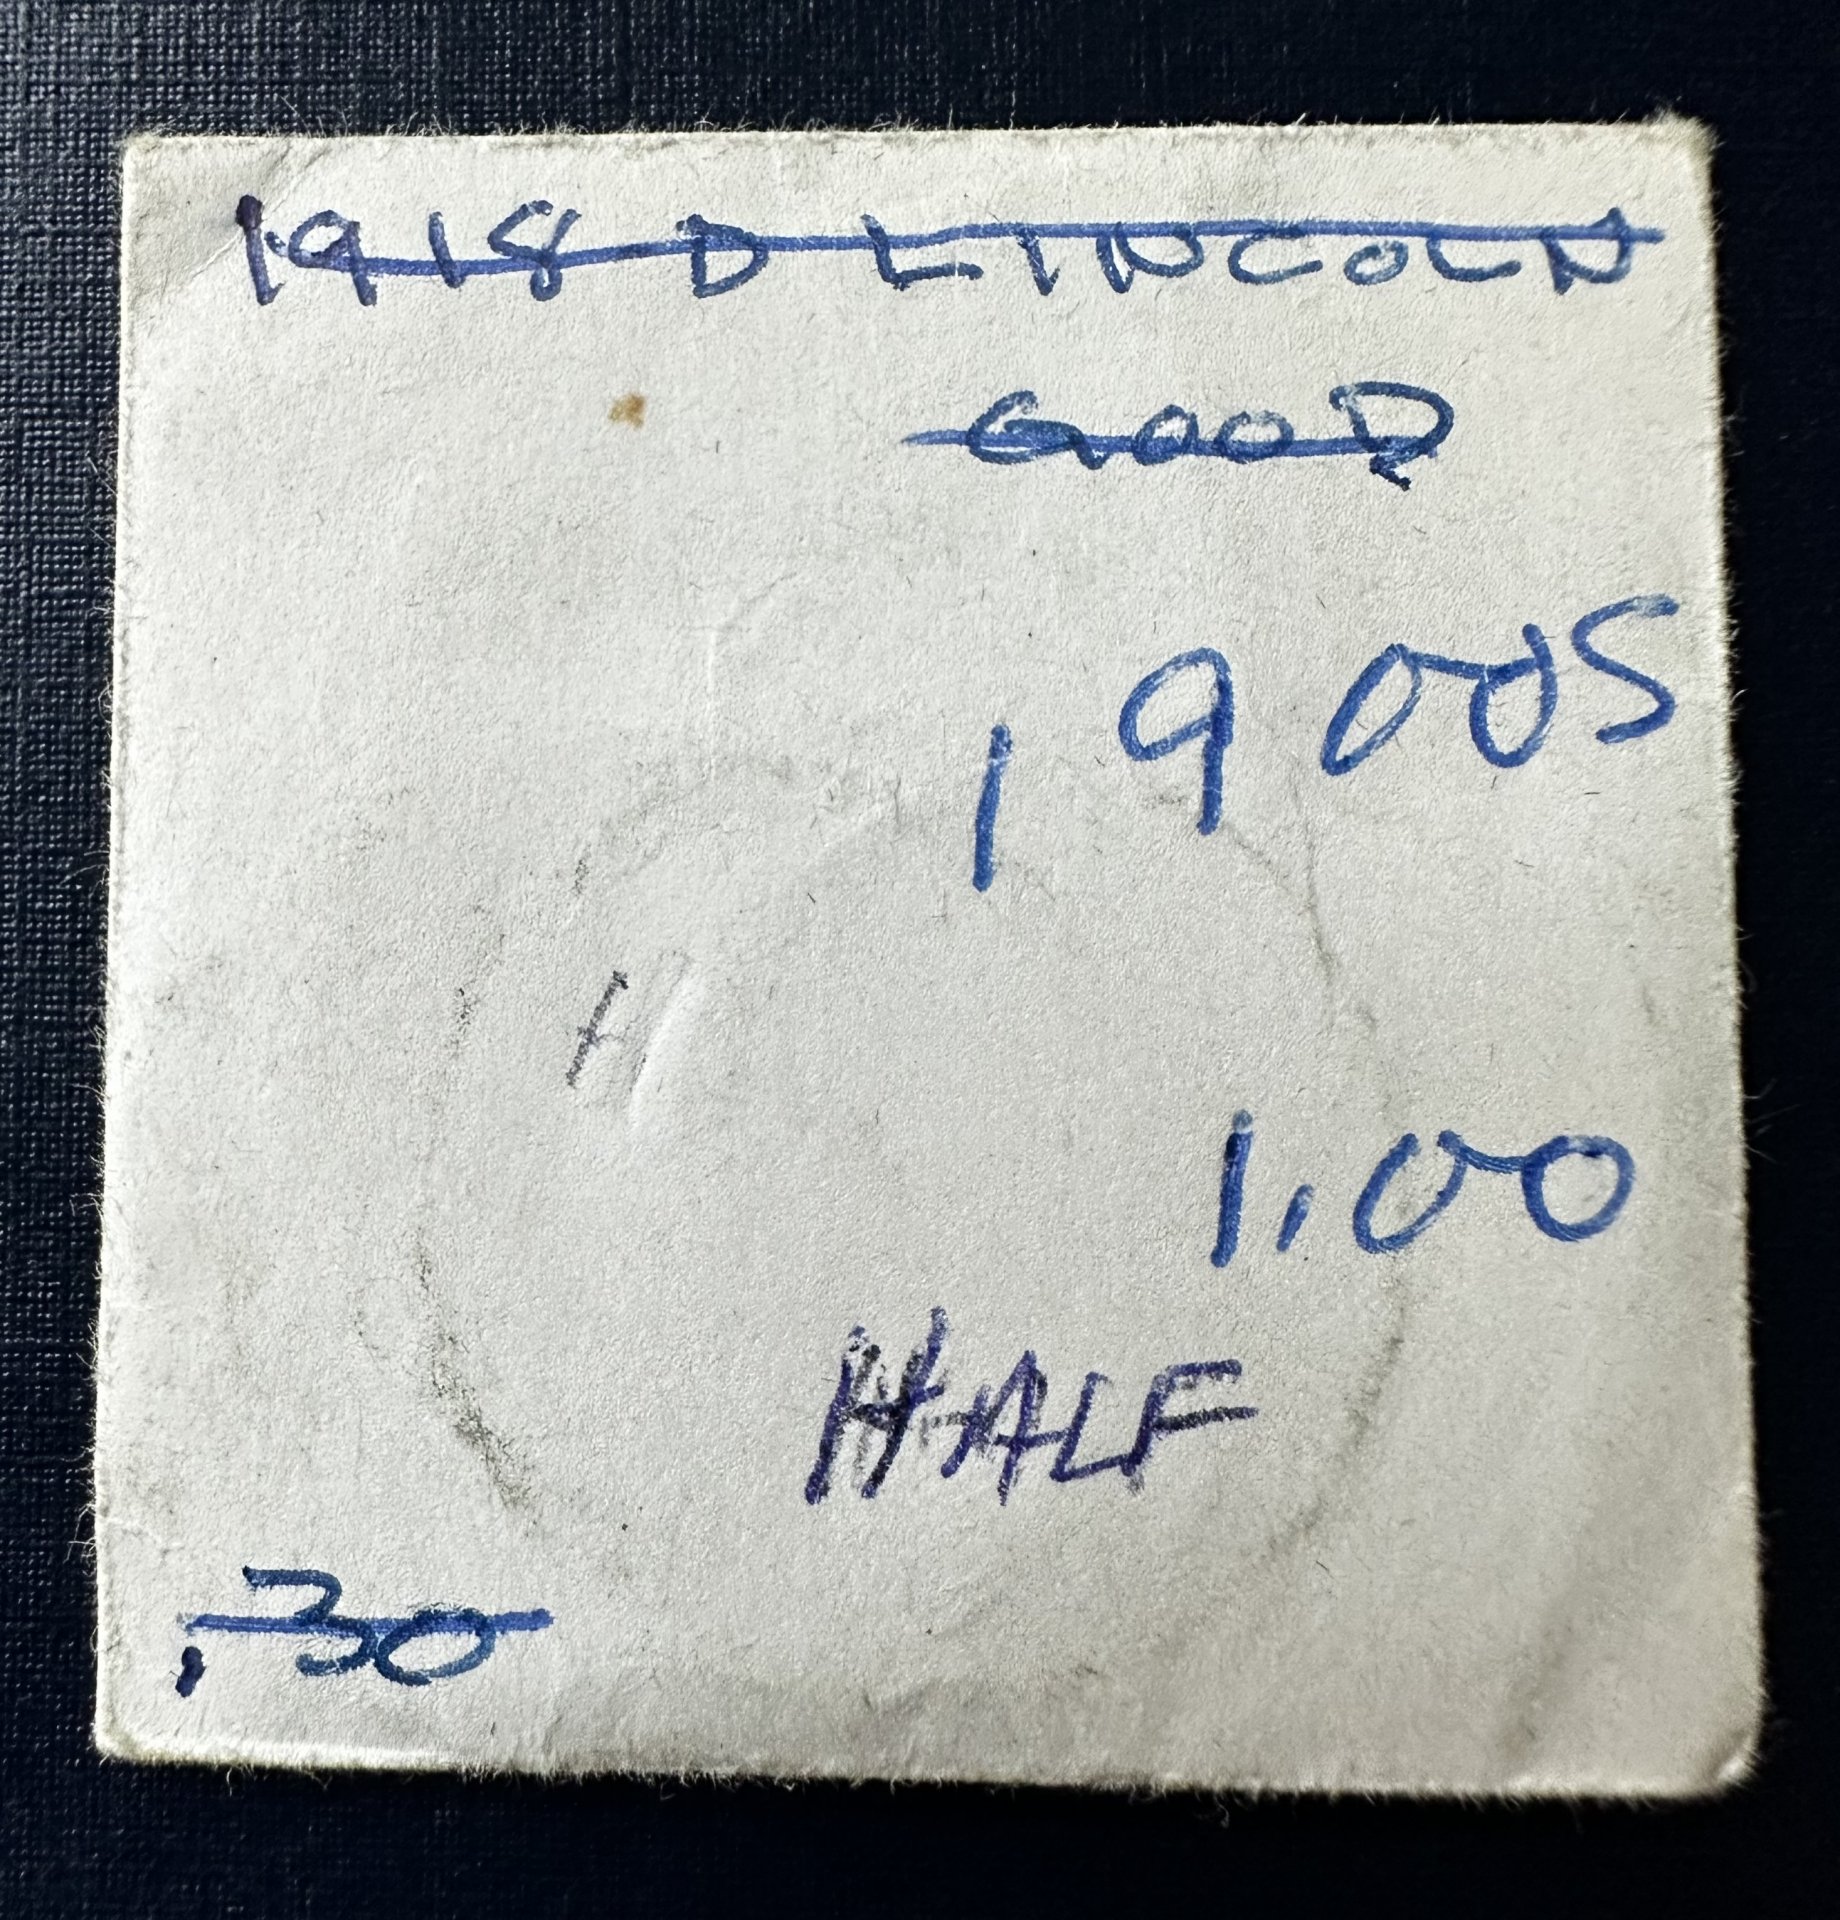 1918 D LINCOLN
GOOD
1900S
H
1.00
HALF
.30